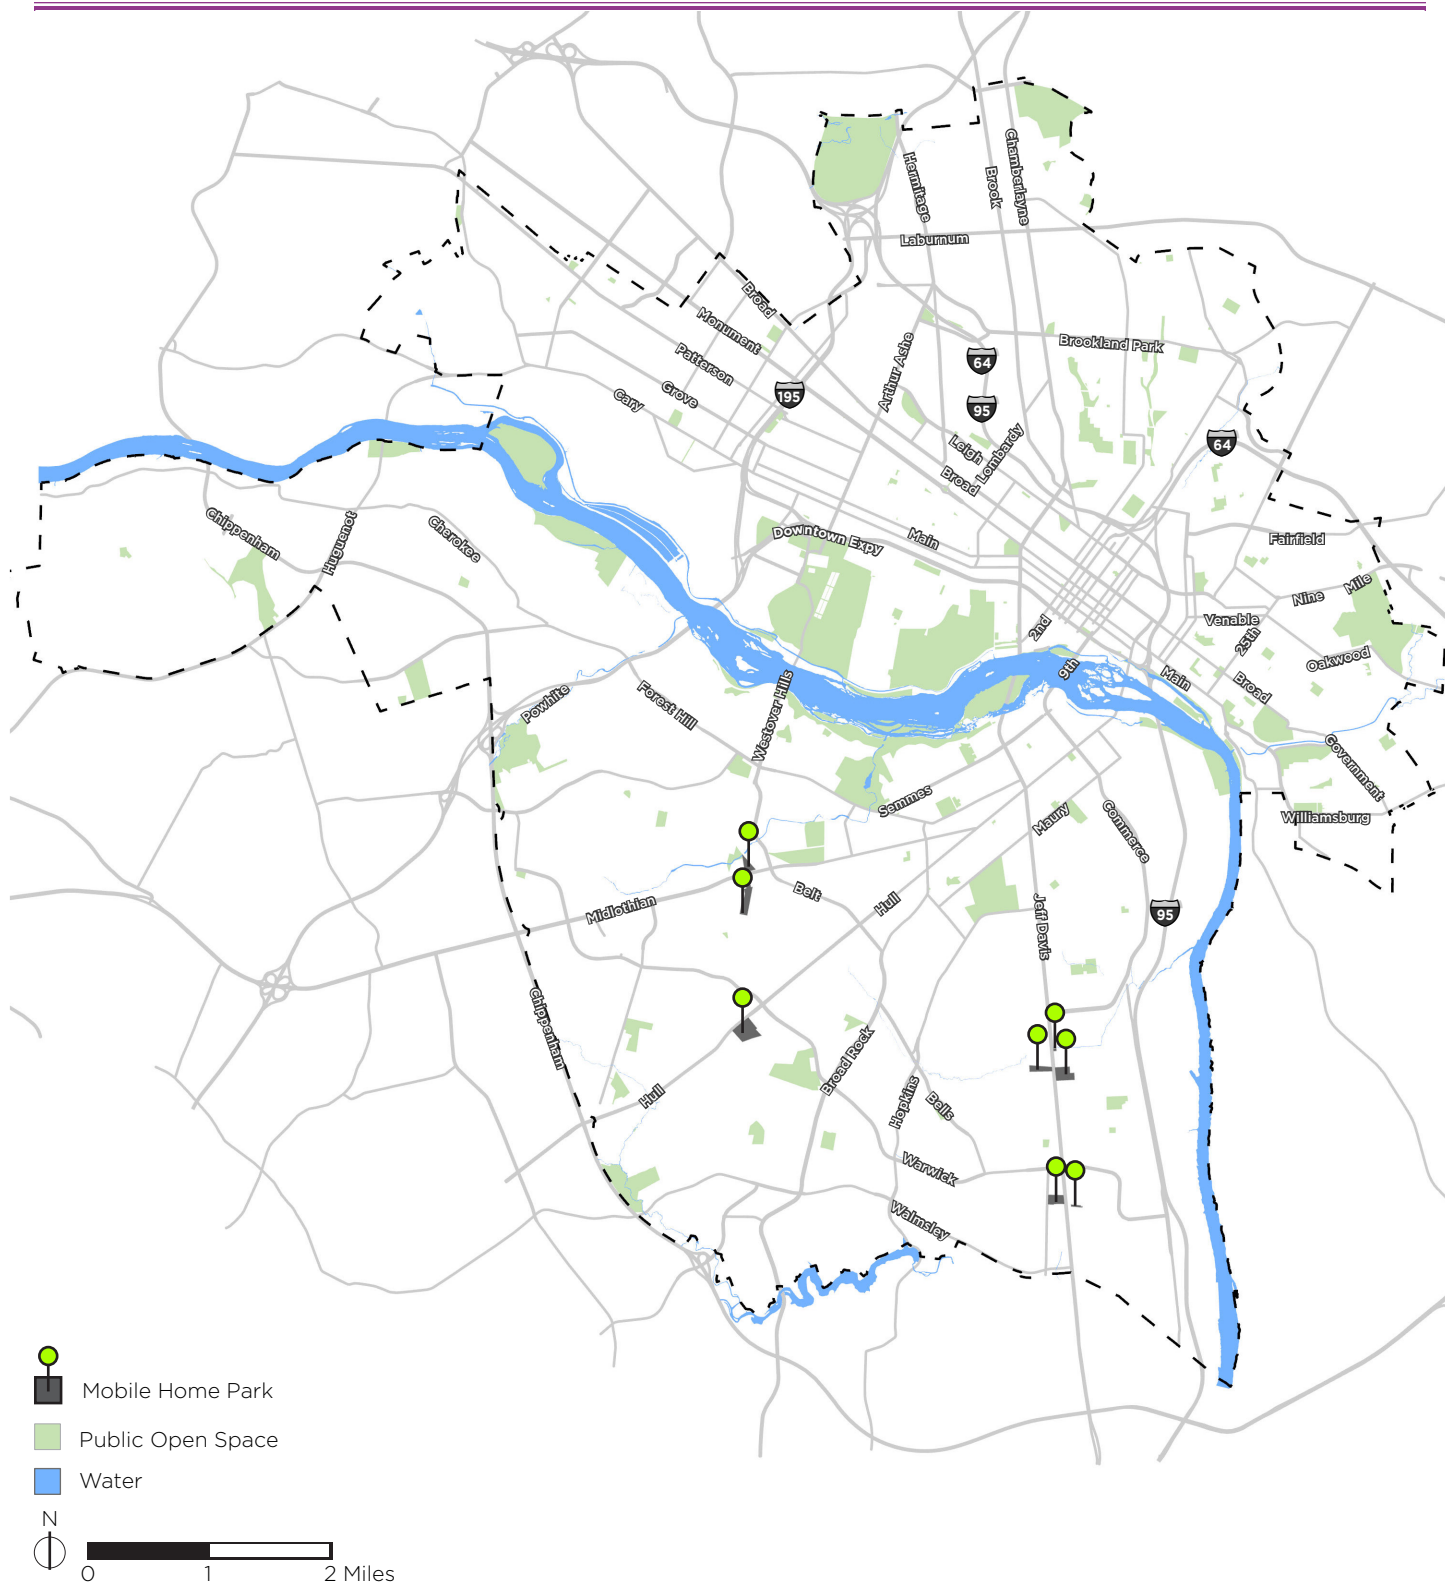 Hermitage
Brook
Chamberlayne
Laburnum
Broad
Monument
Patterson
Grove
Cary
195
Arthur Ashe
64
95
Brookland Park
Leigh
Lombardy
Broad
64
Chippenham
Huguenot
Cherokee
Downtown Expy
Main
Fairfield
Nine
Mile
Venable
25th
Oakwood
2nd
9th
Main
Broad
Powhite
Forest Hill
Westover Hills
Government
Williamsburg
Semmes
Maury
Commerce
Midlothian
Belt
Hull
Jeff Davis
95
Chippenham
Hull
Broad Rock
Hopkins
Bells
Warwick
Walmsley
Mobile Home Park
Public Open Space
Water
N
0 1 2 Miles